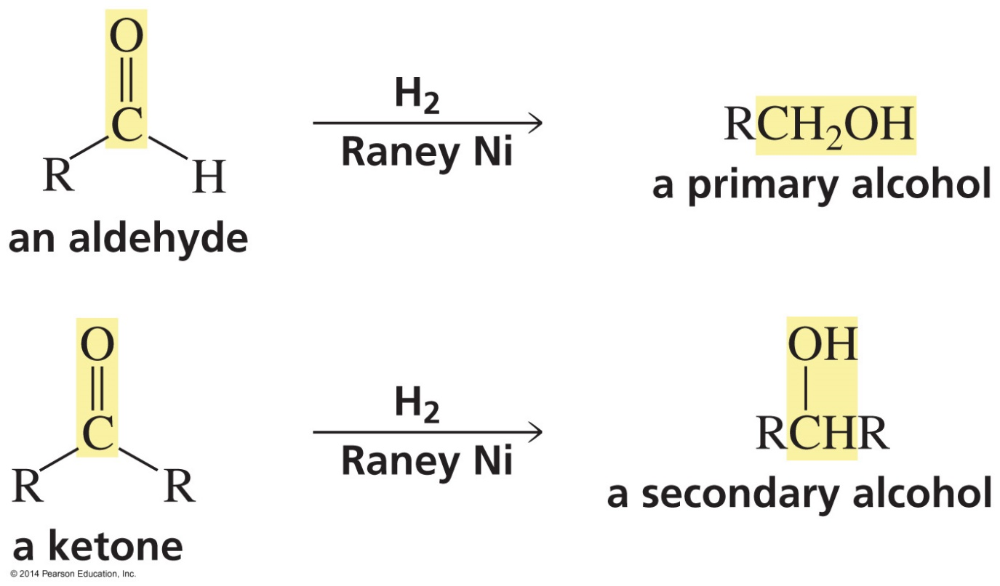 O
C
R H
an aldehyde
H₂
Raney Ni
RCH₂OH
a primary alcohol
O
C
R R
a ketone
H₂
Raney Ni
OH
RCHR
a secondary alcohol
© 2014 Pearson Education, Inc.